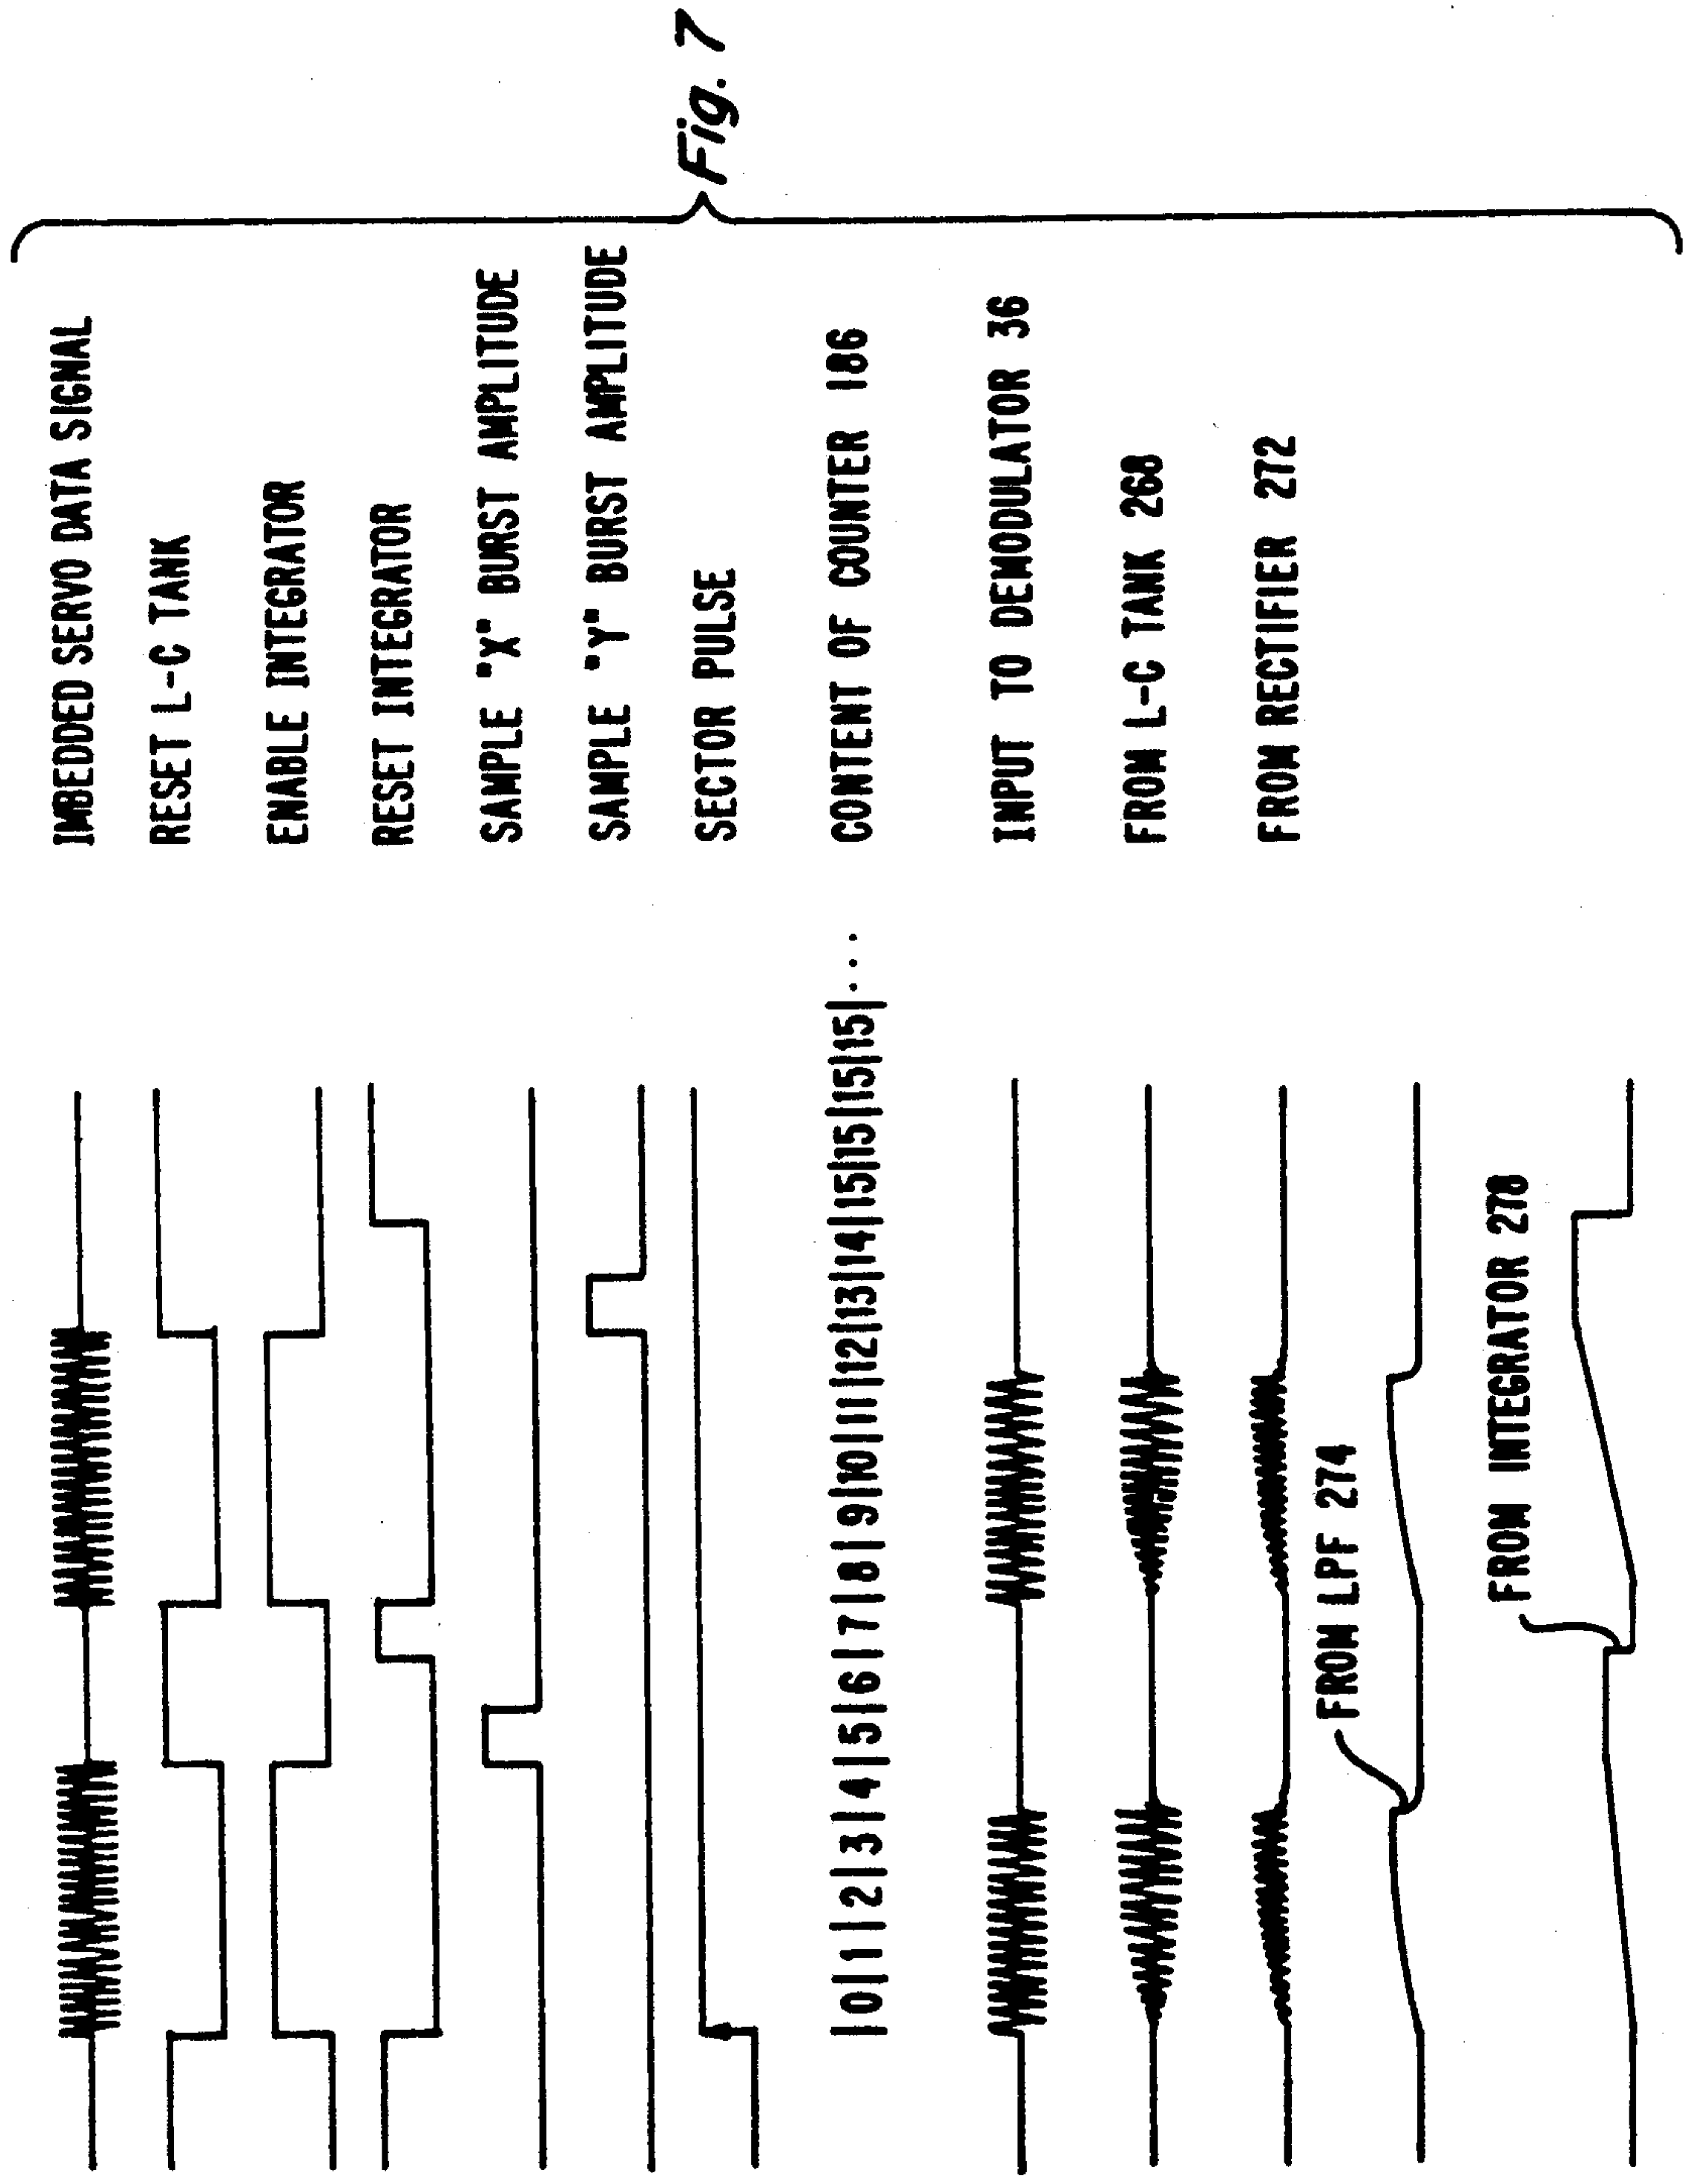 IMBEDDED SERVO DATA SIGNAL
RESET L-C TANK
ENABLE INTEGRATOR
RESET INTEGRATOR
SAMPLE "X" BURST AMPLITUDE
SAMPLE "Y" BURST AMPLITUDE
SECTOR PULSE
|0|1|2|3|4|5|6|7|8|9|10|11|12|13|14|15|15|15|15|... CONTENT OF COUNTER 186
INPUT TO DEMODULATOR 36
FROM L-C TANK 268
FROM RECTIFIER 272
FROM LPF 274
FROM INTEGRATOR 278
Fig. 7